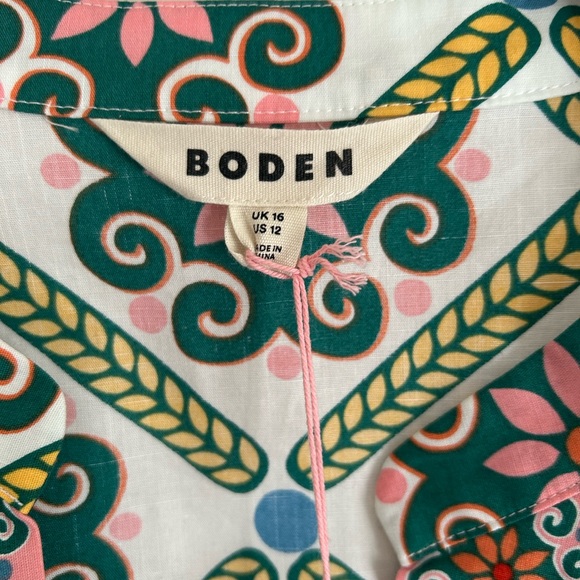 BODEN
UK 16
US 12
MADE IN
CHINA